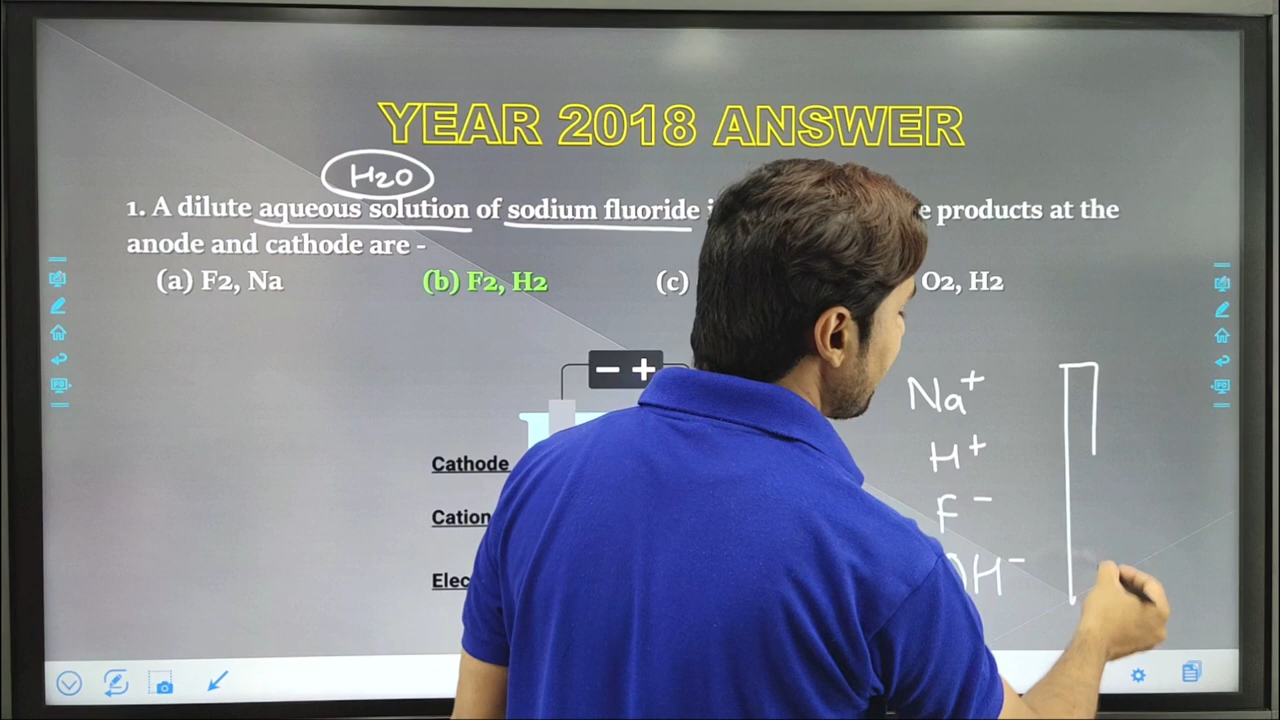 YEAR 2018 ANSWER
H2O
1. A dilute aqueous solution of sodium fluoride products at the
anode and cathode are -
(a) F2, Na (b) F2, H2 (c) O2, H2
− +
Na+
Cathode
H+
Cation
F−
OH−